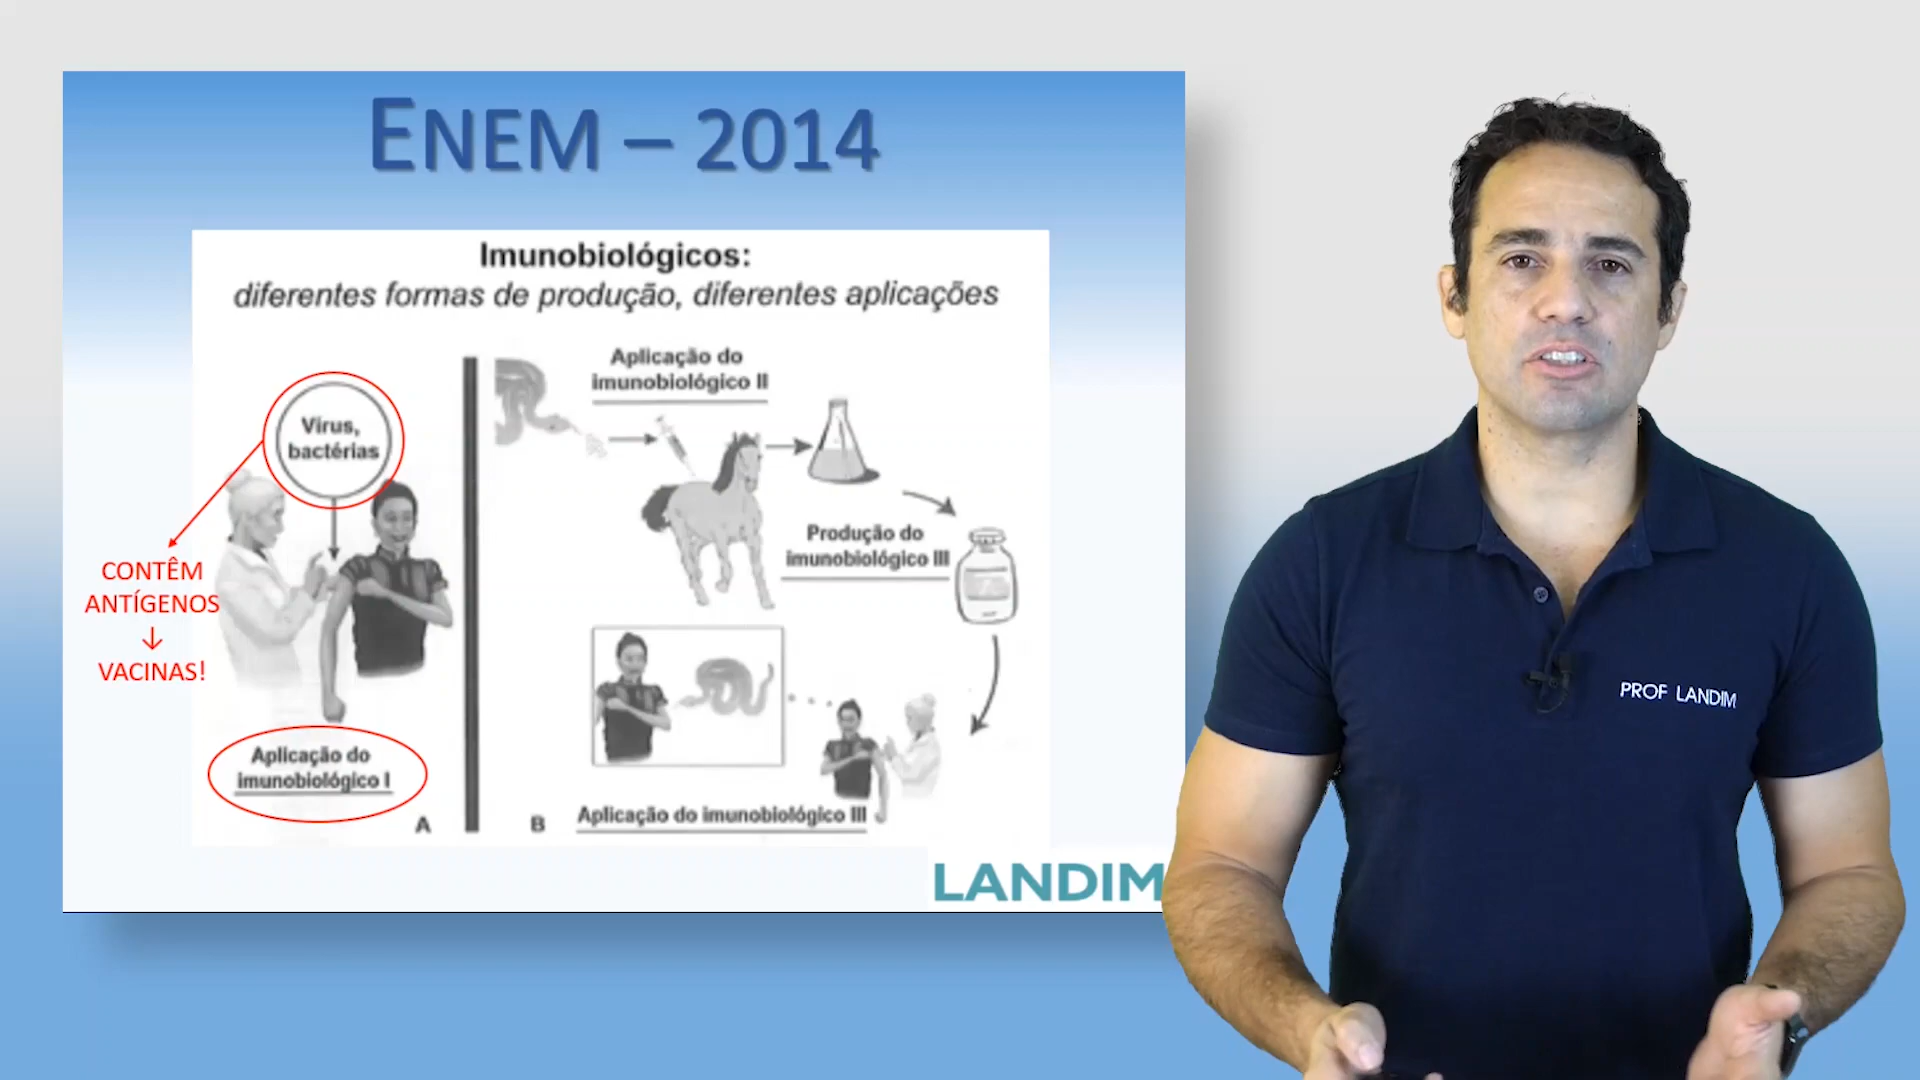 ENEM – 2014
Imunobiológicos:
diferentes formas de produção, diferentes aplicações
Vírus,
bactérias
CONTÊM
ANTÍGENOS
↓
VACINAS!
Aplicação do
imunobiológico I
A
Aplicação do
imunobiológico II
Produção do
imunobiológico III
B
Aplicação do imunobiológico III
LANDIM
PROF LANDIM